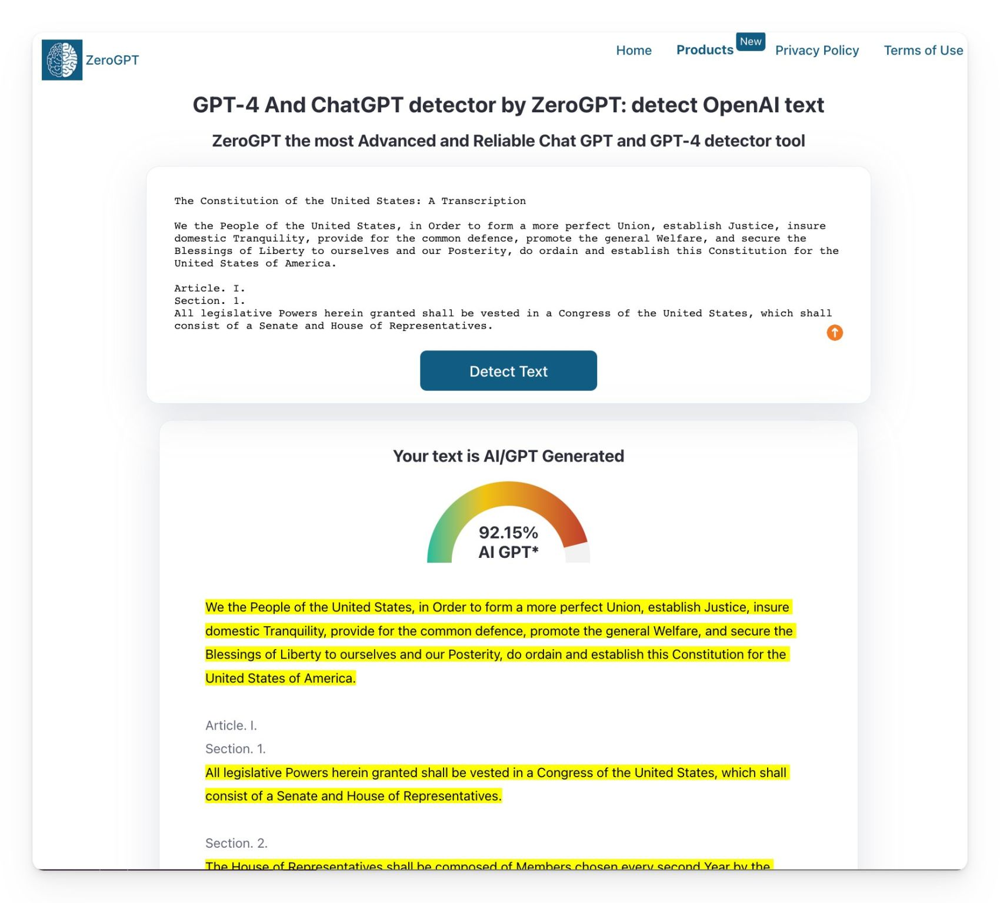 ZeroGPT
Home
Products
New
Privacy Policy
Terms of Use
GPT-4 And ChatGPT detector by ZeroGPT: detect OpenAI text
ZeroGPT the most Advanced and Reliable Chat GPT and GPT-4 detector tool
The Constitution of the United States: A Transcription
We the People of the United States, in Order to form a more perfect Union, establish Justice, insure
domestic Tranquility, provide for the common defence, promote the general Welfare, and secure the
Blessings of Liberty to ourselves and our Posterity, do ordain and establish this Constitution for the
United States of America.
Article. I.
Section. 1.
All legislative Powers herein granted shall be vested in a Congress of the United States, which shall
consist of a Senate and House of Representatives.
Detect Text
Your text is AI/GPT Generated
92.15%
AI GPT*
We the People of the United States, in Order to form a more perfect Union, establish Justice, insure
domestic Tranquility, provide for the common defence, promote the general Welfare, and secure the
Blessings of Liberty to ourselves and our Posterity, do ordain and establish this Constitution for the
United States of America.
Article. I.
Section. 1.
All legislative Powers herein granted shall be vested in a Congress of the United States, which shall
consist of a Senate and House of Representatives.
Section. 2.
The House of Representatives shall be composed of Members chosen every second Year by the